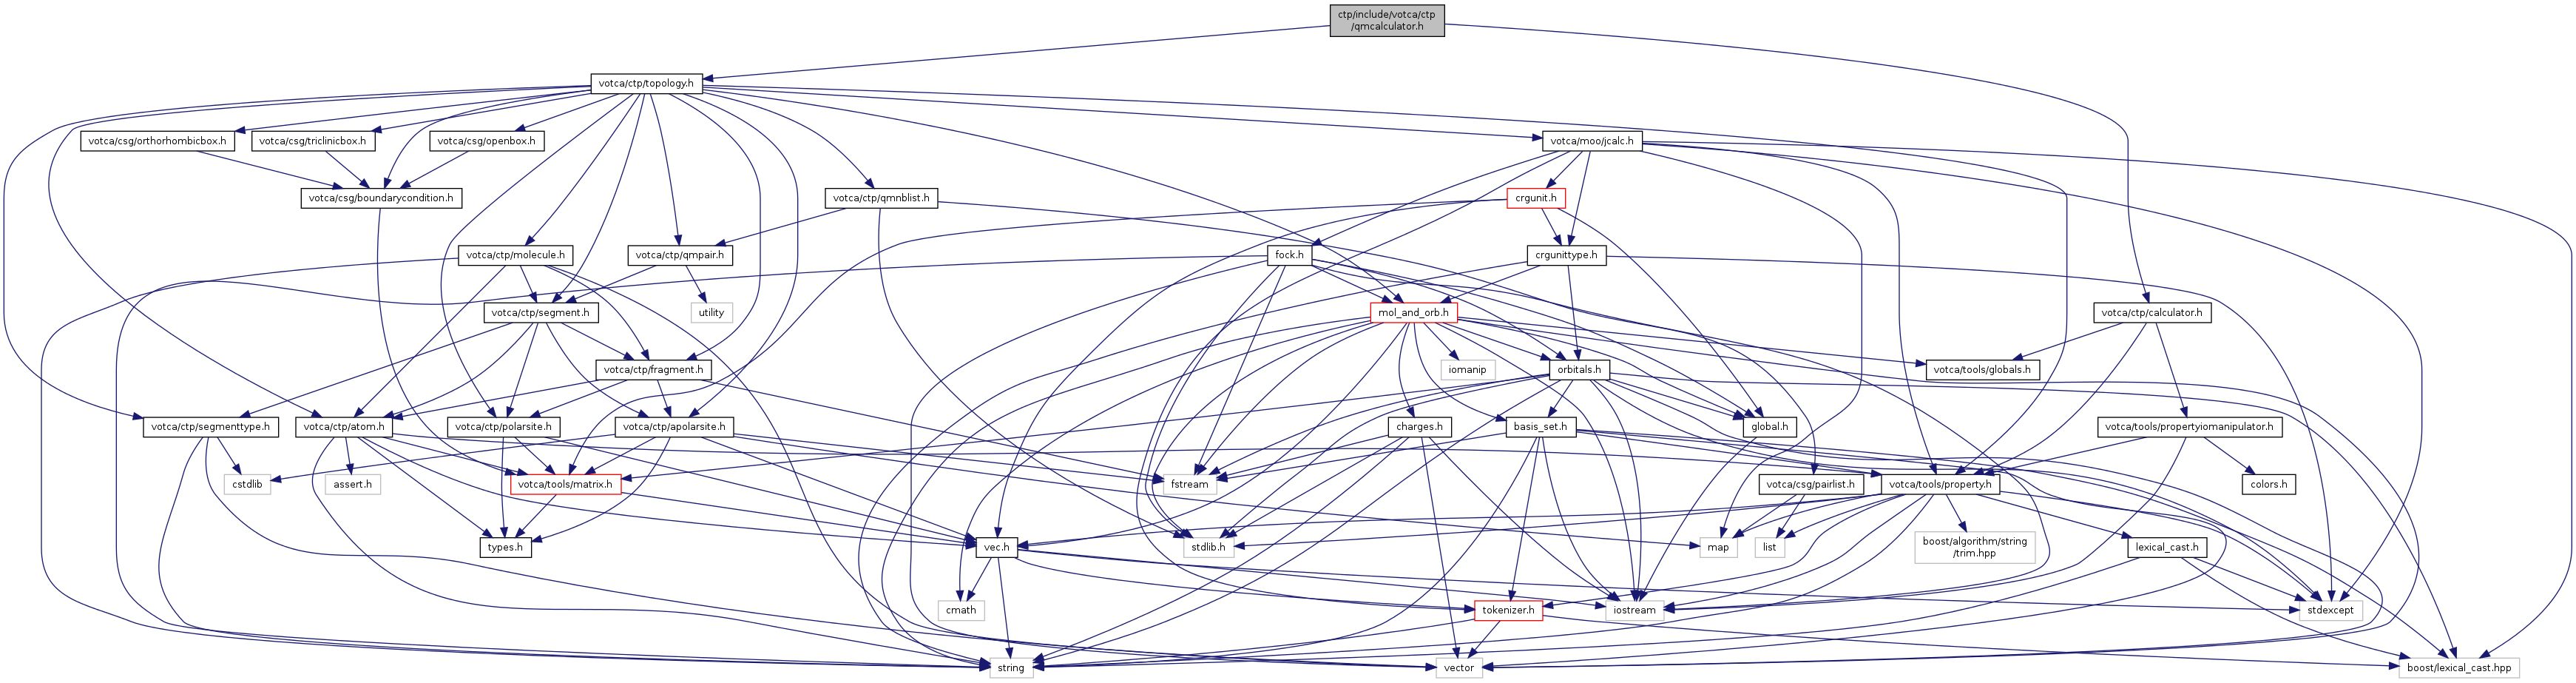 ctp/include/votca/ctp
/qmcalculator.h
votca/ctp/topology.h
votca/csg/orthorhombicbox.h
votca/csg/triclinicbox.h
votca/csg/openbox.h
votca/moo/jcalc.h
votca/csg/boundarycondition.h
votca/ctp/qmnblist.h
crgunit.h
votca/ctp/molecule.h
votca/ctp/qmpair.h
fock.h
crgunittype.h
votca/ctp/segment.h
utility
mol_and_orb.h
votca/ctp/calculator.h
votca/ctp/fragment.h
iomanip
orbitals.h
votca/tools/globals.h
votca/ctp/segmenttype.h
votca/ctp/atom.h
votca/ctp/polarsite.h
votca/ctp/apolarsite.h
charges.h
basis_set.h
global.h
votca/tools/propertyiomanipulator.h
cstdlib
assert.h
votca/tools/matrix.h
fstream
votca/csg/pairlist.h
votca/tools/property.h
colors.h
types.h
vec.h
stdlib.h
map
list
boost/algorithm/string
/trim.hpp
lexical_cast.h
cmath
tokenizer.h
iostream
stdexcept
string
vector
boost/lexical_cast.hpp